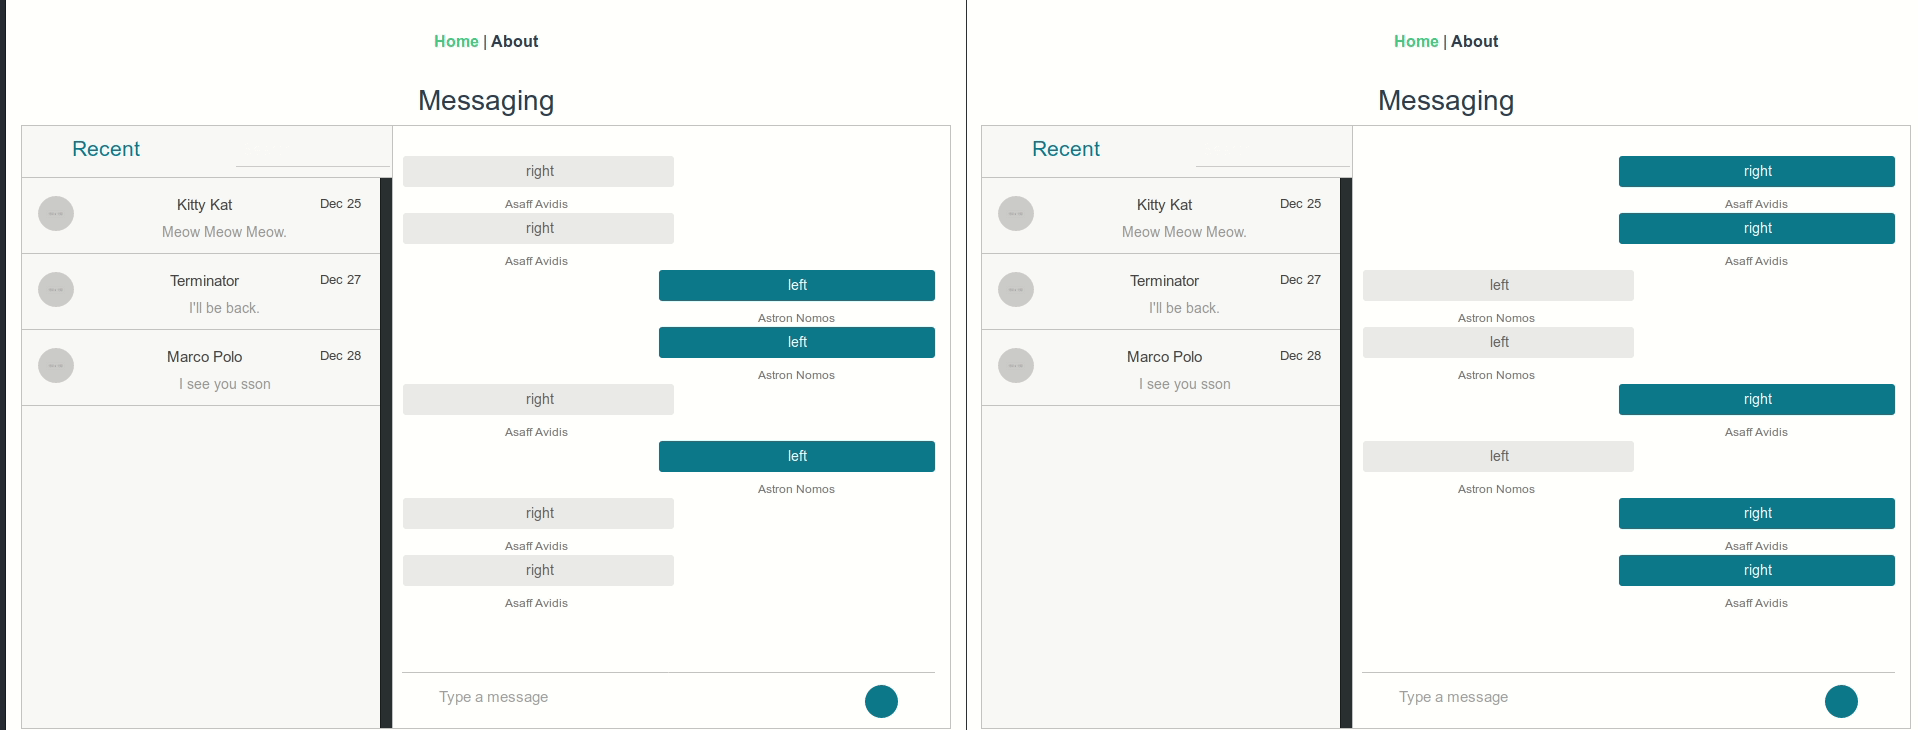 Home | About
Messaging
Recent
Kitty Kat Dec 25
Meow Meow Meow.
Terminator Dec 27
I'll be back.
Marco Polo Dec 28
I see you sson
right
Asaff Avidis
right
Asaff Avidis
left
Astron Nomos
left
Astron Nomos
right
Asaff Avidis
left
Astron Nomos
right
Asaff Avidis
right
Asaff Avidis
Type a message
Home | About
Messaging
Recent
Kitty Kat Dec 25
Meow Meow Meow.
Terminator Dec 27
I'll be back.
Marco Polo Dec 28
I see you sson
right
Asaff Avidis
right
Asaff Avidis
left
Astron Nomos
left
Astron Nomos
right
Asaff Avidis
left
Astron Nomos
right
Asaff Avidis
right
Asaff Avidis
Type a message